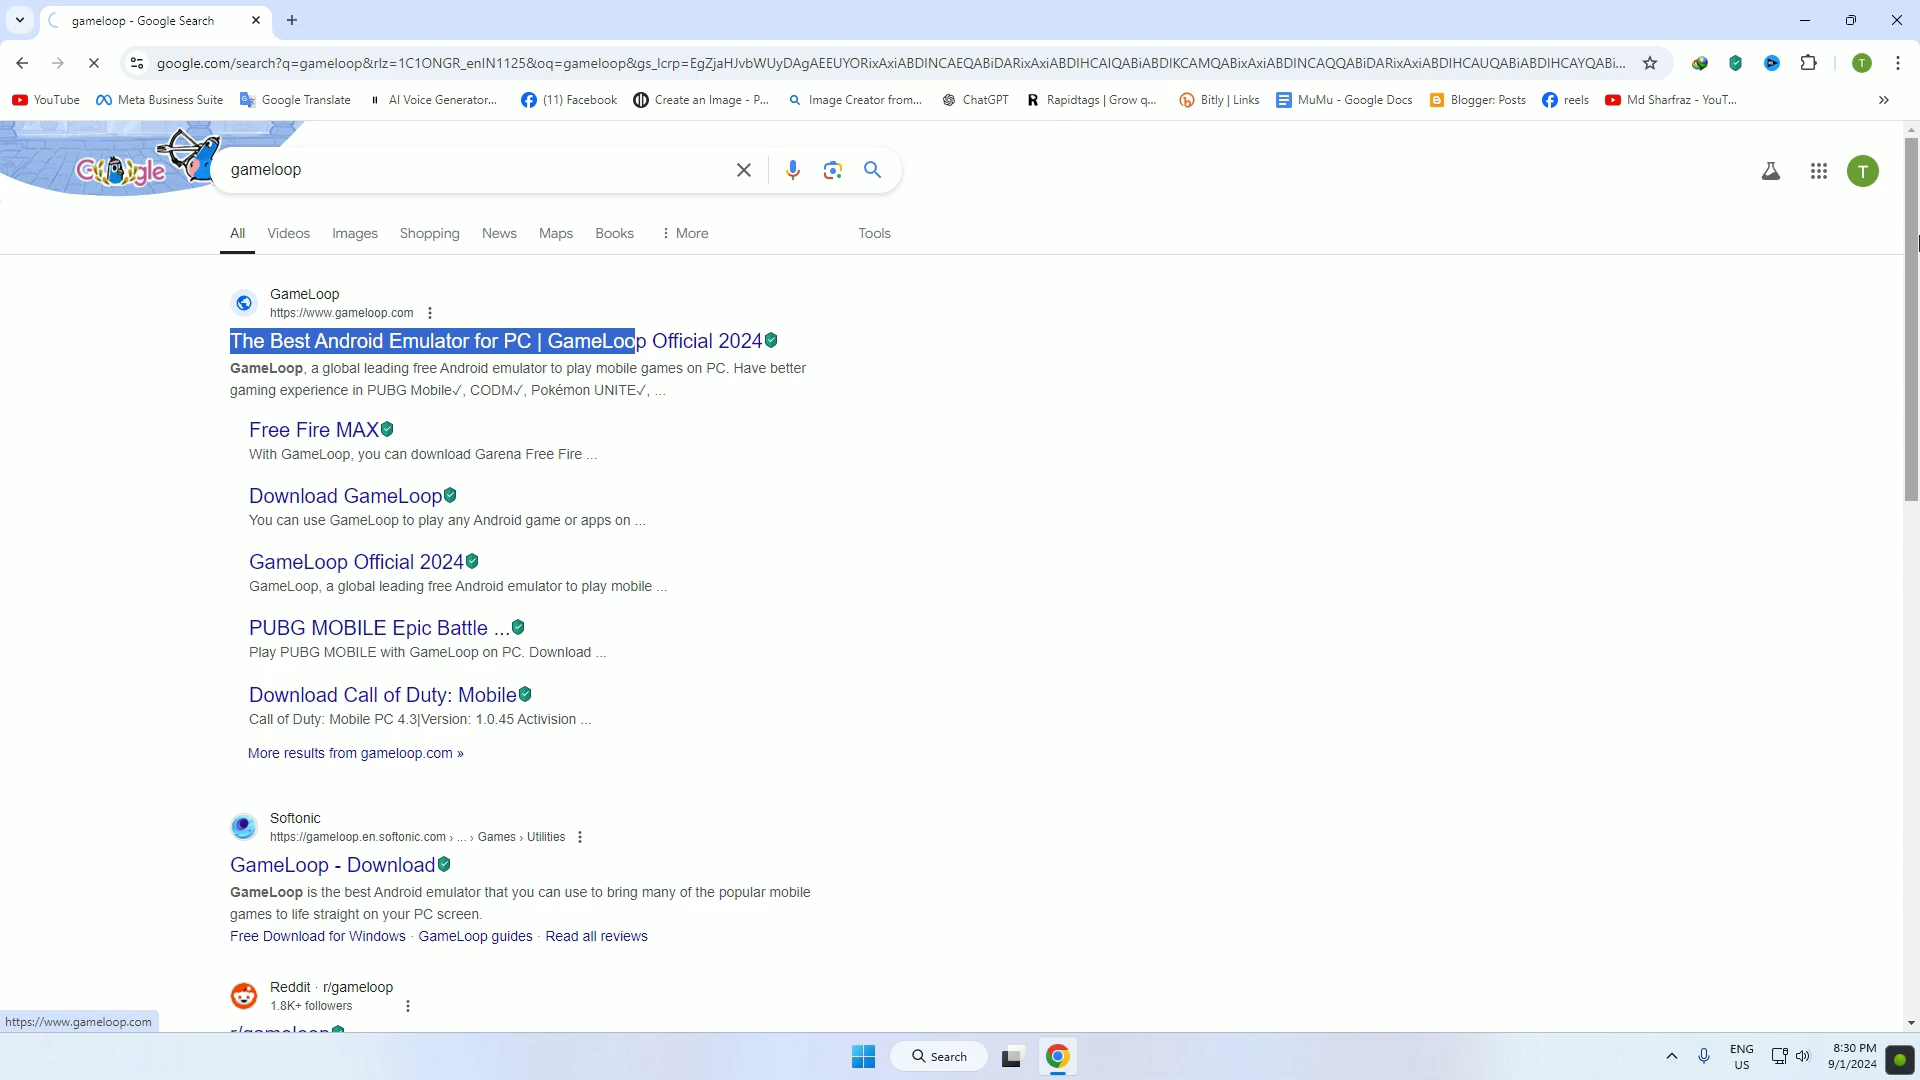 gameloop - Google Search
google.com/search?q=gameloop&rlz=1C1ONGR_enIN1125&oq=gameloop&gs_lcrp=EgZjaHJvbWUyDAgAEEUYORixAxiABDINCAEQABiDARixAxiABDIHCAIQABiABDIKCAMQABixAxiABDINCAQQABiDARixAxiABDIHCAUQABiABDIHCAYQABi...
T
YouTube
Meta Business Suite
Google Translate
AI Voice Generator...
(11) Facebook
Create an Image - P...
Image Creator from...
ChatGPT
Rapidtags | Grow q...
Bitly | Links
MuMu - Google Docs
Blogger: Posts
reels
Md Sharfraz - YouT...
Google
gameloop
T
All
Videos
Images
Shopping
News
Maps
Books
More
Tools
GameLoop
https://www.gameloop.com
The Best Android Emulator for PC | GameLoop Official 2024
GameLoop, a global leading free Android emulator to play mobile games on PC. Have better
gaming experience in PUBG Mobile✓, CODM✓, Pokémon UNITE✓, ...
Free Fire MAX
With GameLoop, you can download Garena Free Fire ...
Download GameLoop
You can use GameLoop to play any Android game or apps on ...
GameLoop Official 2024
GameLoop, a global leading free Android emulator to play mobile ...
PUBG MOBILE Epic Battle ...
Play PUBG MOBILE with GameLoop on PC. Download ...
Download Call of Duty: Mobile
Call of Duty: Mobile PC 4.3|Version: 1.0.45 Activision ...
More results from gameloop.com »
Softonic
https://gameloop.en.softonic.com › ... › Games › Utilities
GameLoop - Download
GameLoop is the best Android emulator that you can use to bring many of the popular mobile
games to life straight on your PC screen.
Free Download for Windows · GameLoop guides · Read all reviews
Reddit · r/gameloop
1.8K+ followers
r/gameloop
https://www.gameloop.com
Search
ENG
US
8:30 PM
9/1/2024